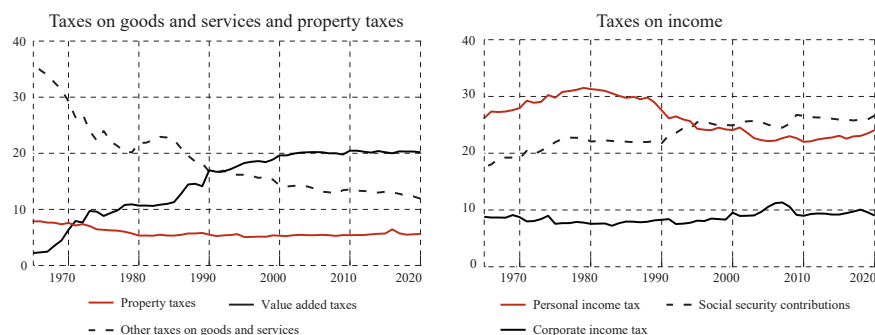 Taxes on goods and services and property taxes
40
30
20
10
0
1970 1980 1990 2000 2010 2020
Property taxes Value added taxes
Other taxes on goods and services
Taxes on income
40
30
20
10
0
1970 1980 1990 2000 2010 2020
Personal income tax Social security contributions
Corporate income tax